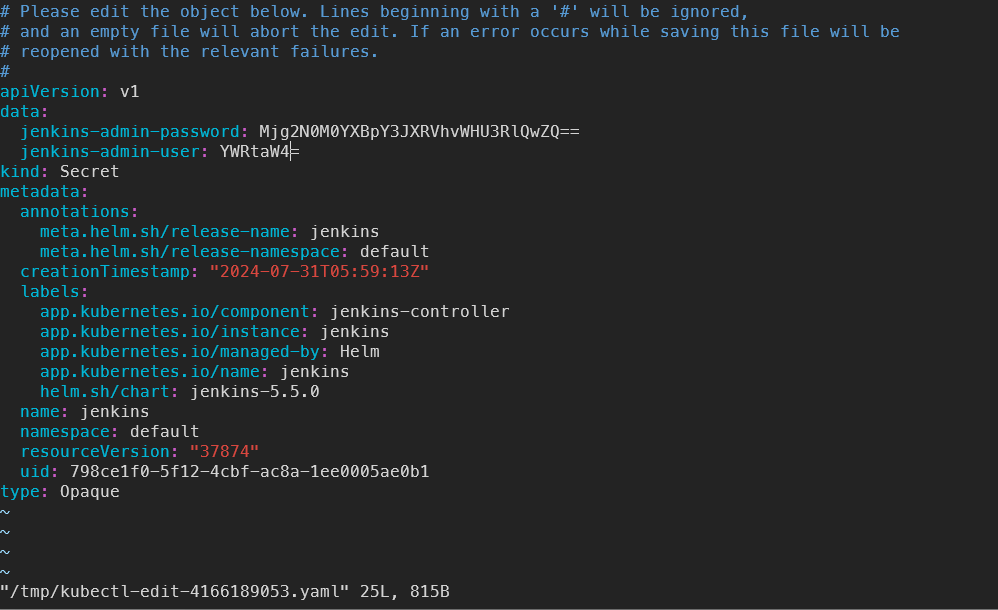 # Please edit the object below. Lines beginning with a '#' will be ignored,
# and an empty file will abort the edit. If an error occurs while saving this file will be
# reopened with the relevant failures.
#
apiVersion: v1
data:
  jenkins-admin-password: Mjg2N0M0YXBpY3JXRVhvWHU3RlQwZQ==
  jenkins-admin-user: YWRtaW4=
kind: Secret
metadata:
  annotations:
    meta.helm.sh/release-name: jenkins
    meta.helm.sh/release-namespace: default
  creationTimestamp: "2024-07-31T05:59:13Z"
  labels:
    app.kubernetes.io/component: jenkins-controller
    app.kubernetes.io/instance: jenkins
    app.kubernetes.io/managed-by: Helm
    app.kubernetes.io/name: jenkins
    helm.sh/chart: jenkins-5.5.0
  name: jenkins
  namespace: default
  resourceVersion: "37874"
  uid: 798ce1f0-5f12-4cbf-ac8a-1ee0005ae0b1
type: Opaque
~
~
~
~
"/tmp/kubectl-edit-4166189053.yaml" 25L, 815B